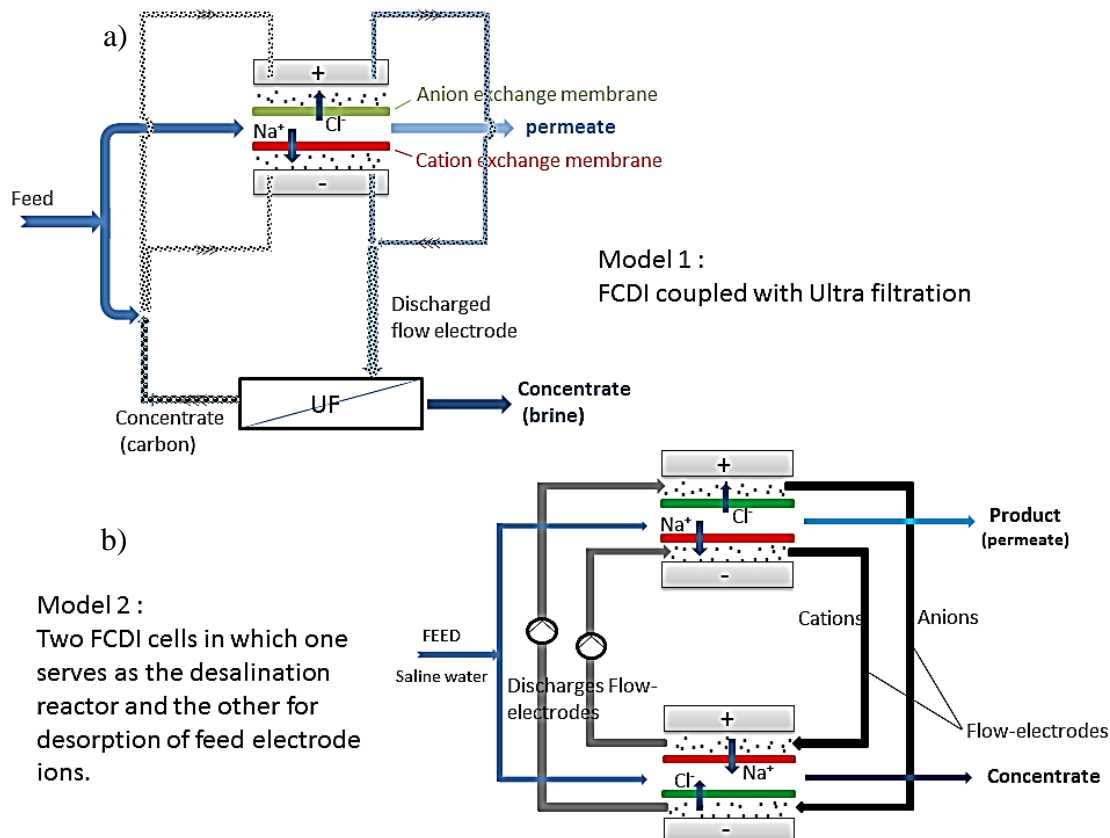 a)
+
Anion exchange membrane
Na⁺
Cl⁻
permeate
Cation exchange membrane
-
Feed
Discharged
flow electrode
Model 1 :
FCDI coupled with Ultra filtration
UF
Concentrate
(brine)
Concentrate
(carbon)
b)
+
Na⁺
Cl⁻
Product
(permeate)
-
Model 2 :
Two FCDI cells in which one
serves as the desalination
reactor and the other for
desorption of feed electrode
ions.
FEED
Saline water
Cations
Anions
Discharges Flow-
electrodes
Flow-electrodes
+
Na⁺
Cl⁻
Concentrate
-